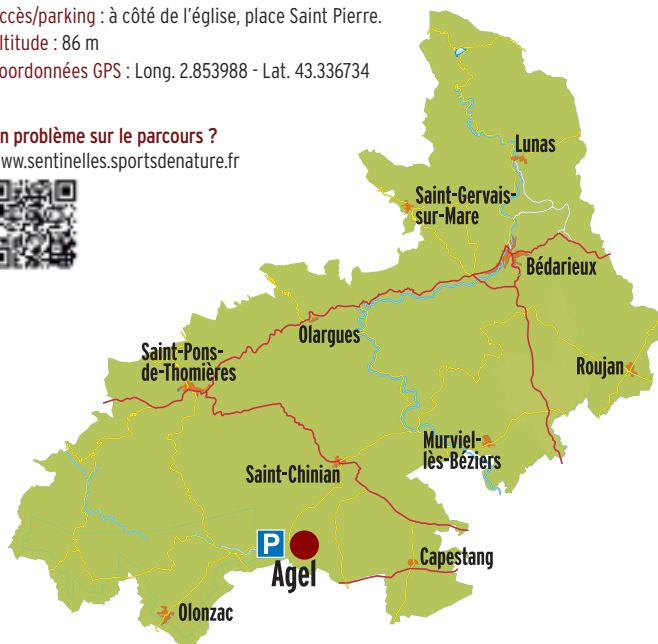 ccès/parking : à côté de l'église, place Saint Pierre.
ltitude : 86 m
oordonnées GPS : Long. 2.853988 - Lat. 43.336734
n problème sur le parcours ?
ww.sentinelles.sportsdenature.fr
Lunas
Saint-Gervais-
sur-Mare
Bédarieux
Olargues
Saint-Pons-
de-Thomières
Roujan
Murviel-
lès-Béziers
Saint-Chinian
P
Agel
Capestang
Olonzac